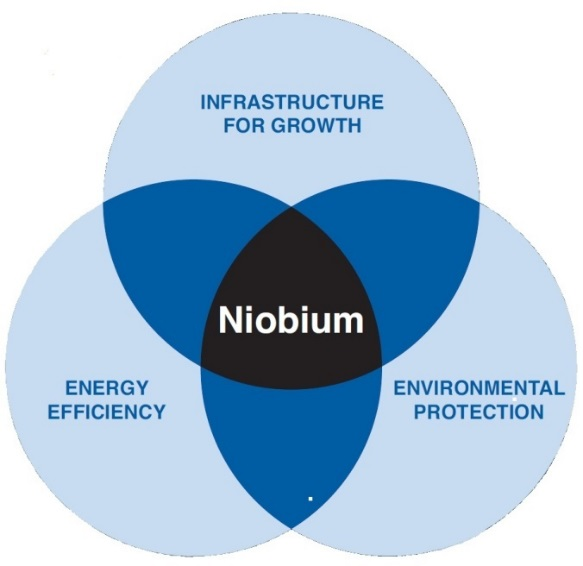 INFRASTRUCTURE
FOR GROWTH
Niobium
ENERGY
EFFICIENCY
ENVIRONMENTAL
PROTECTION